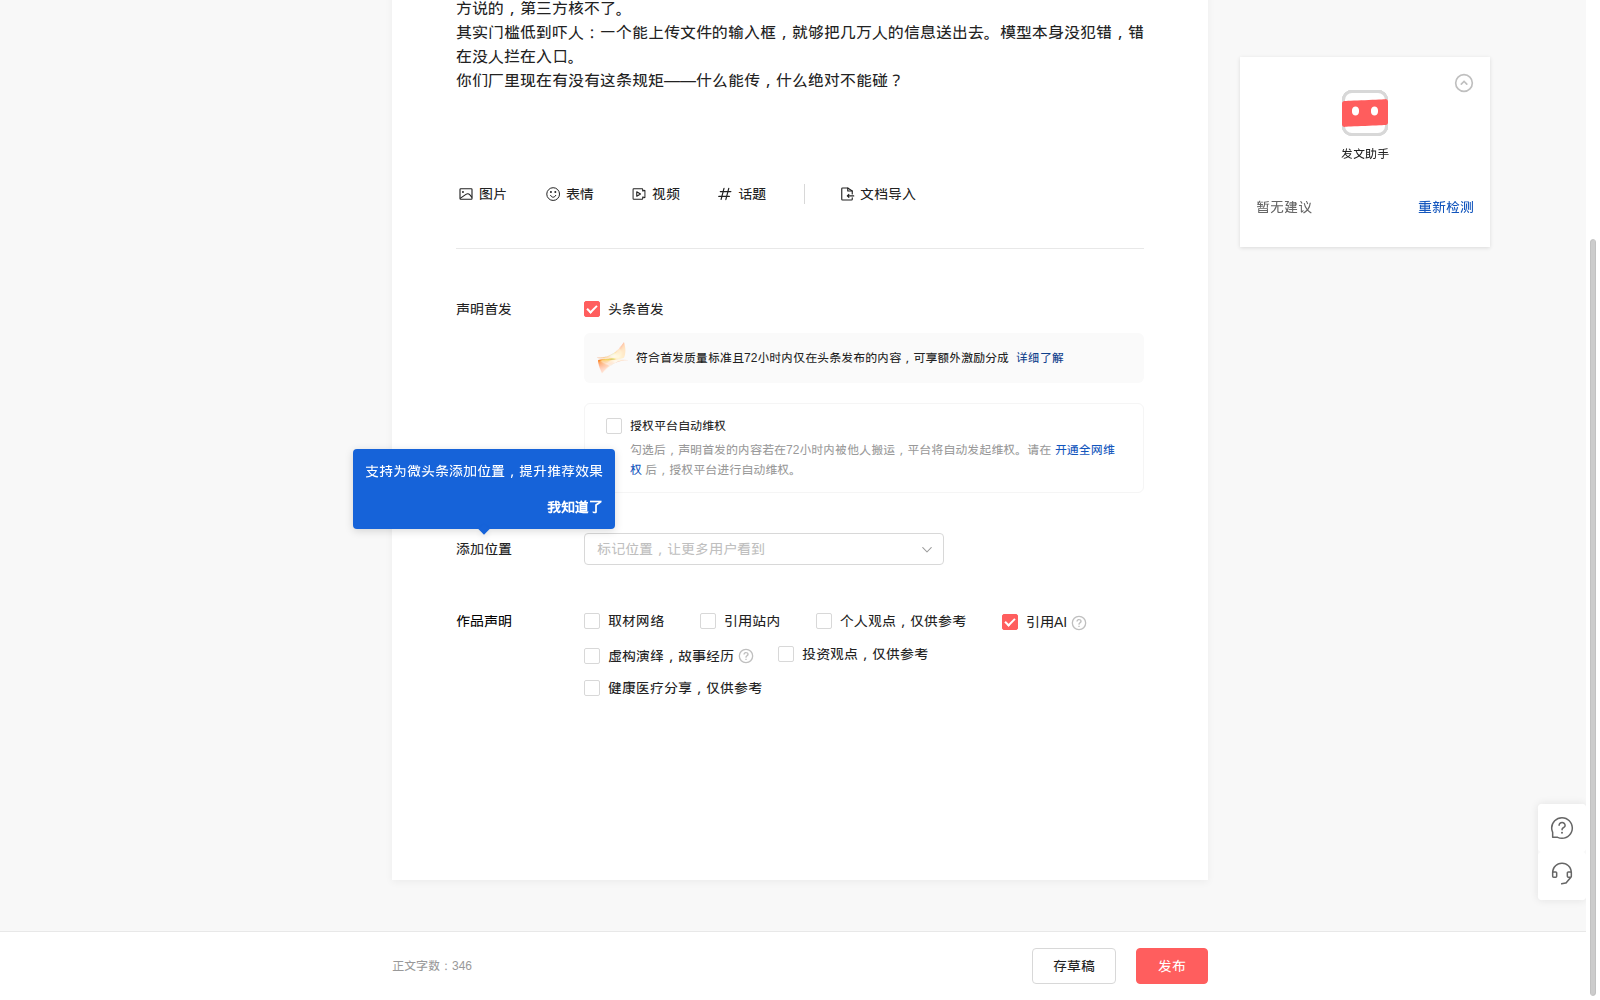 方说的，第三方核不了。
其实门槛低到吓人：一个能上传文件的输入框，就够把几万人的信息送出去。模型本身没犯错，错
在没人拦在入口。
你们厂里现在有没有这条规矩——什么能传，什么绝对不能碰？
发文助手
暂无建议 重新检测
图片 表情 视频 # 话题 文档导入
声明首发 头条首发
符合首发质量标准且72小时内仅在头条发布的内容，可享额外激励分成 详细了解
授权平台自动维权
勾选后，声明首发的内容若在72小时内被他人搬运，平台将自动发起维权。请在 开通全网维
权 后，授权平台进行自动维权。
支持为微头条添加位置，提升推荐效果
我知道了
添加位置 标记位置，让更多用户看到
作品声明 取材网络 引用站内 个人观点，仅供参考 引用AI
虚构演绎，故事经历 投资观点，仅供参考
健康医疗分享，仅供参考
正文字数：346 存草稿 发布